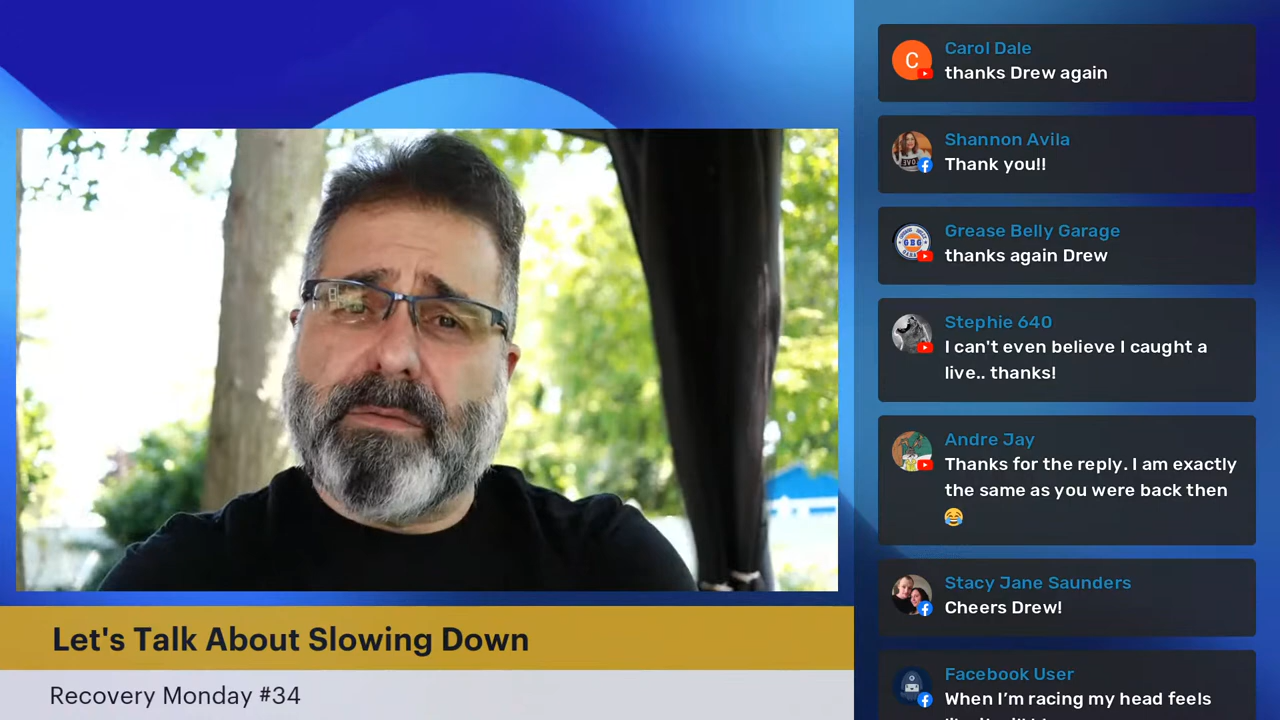 Carol Dale
C
thanks Drew again
Shannon Avila
Thank you!!
Grease Belly Garage
GBG
thanks again Drew
Stephie 640
I can't even believe I caught a
live.. thanks!
Andre Jay
Thanks for the reply. I am exactly
the same as you were back then
😂
Stacy Jane Saunders
Cheers Drew!
Facebook User
When I'm racing my head feels
Let's Talk About Slowing Down
Recovery Monday #34